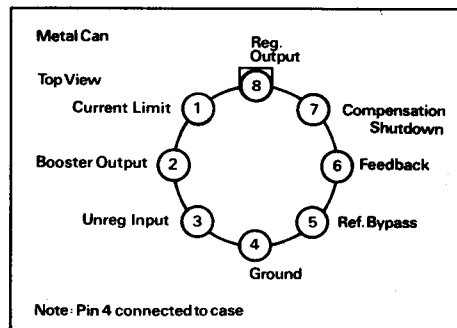 Metal Can
Reg.
Output
Top View
8
Current Limit
1
7
Compensation
Shutdown
Booster Output
2
6
Feedback
Unreg Input
3
5
Ref. Bypass
4
Ground
Note: Pin 4 connected to case